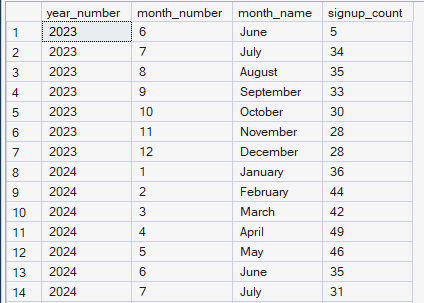 year_number month_number month_name signup_count
1 2023 6 June 5
2 2023 7 July 34
3 2023 8 August 35
4 2023 9 September 33
5 2023 10 October 30
6 2023 11 November 28
7 2023 12 December 28
8 2024 1 January 36
9 2024 2 February 44
10 2024 3 March 42
11 2024 4 April 49
12 2024 5 May 46
13 2024 6 June 35
14 2024 7 July 31